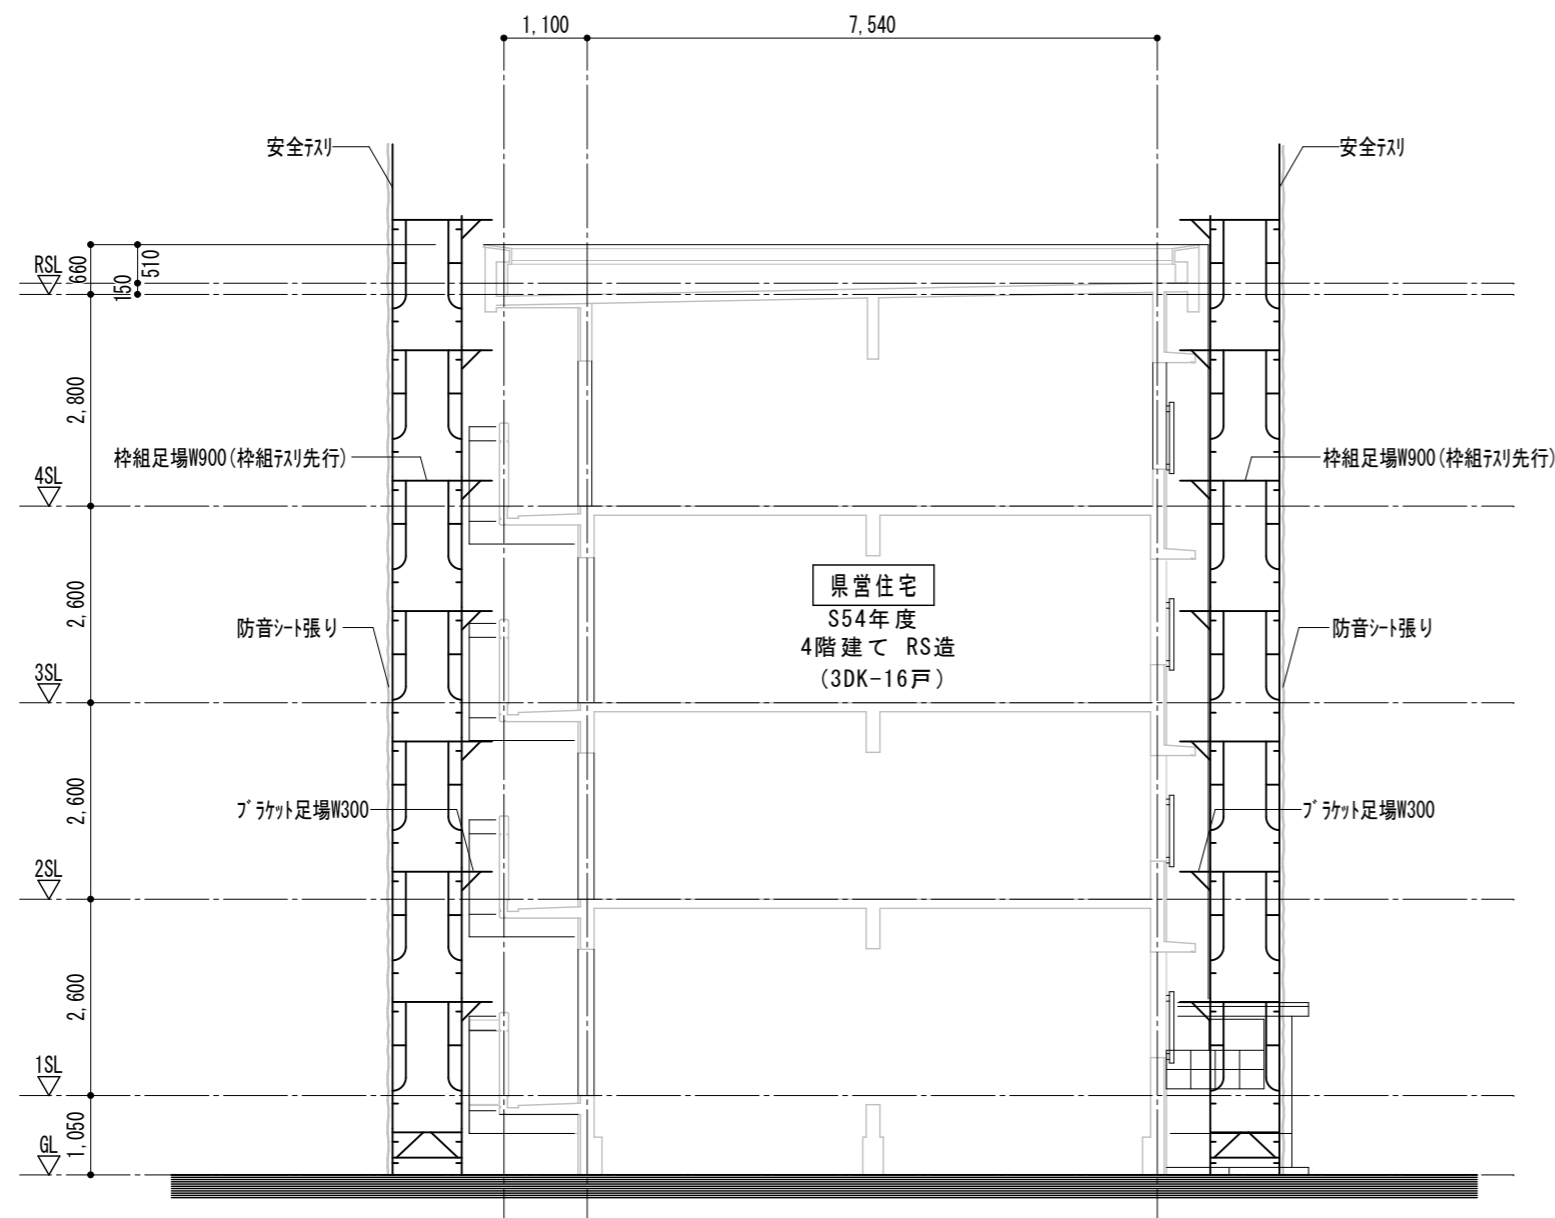 1,100
7,540
安全テスリ
安全テスリ
RSL
660
510
150
2,800
枠組足場W900(枠組テスリ先行)
枠組足場W900(枠組テスリ先行)
4SL
県営住宅
S54年度
4階建て RS造
(3DK-16戸)
2,600
防音シート張り
防音シート張り
3SL
2,600
ブラケット足場W300
ブラケット足場W300
2SL
2,600
1SL
1,050
GL